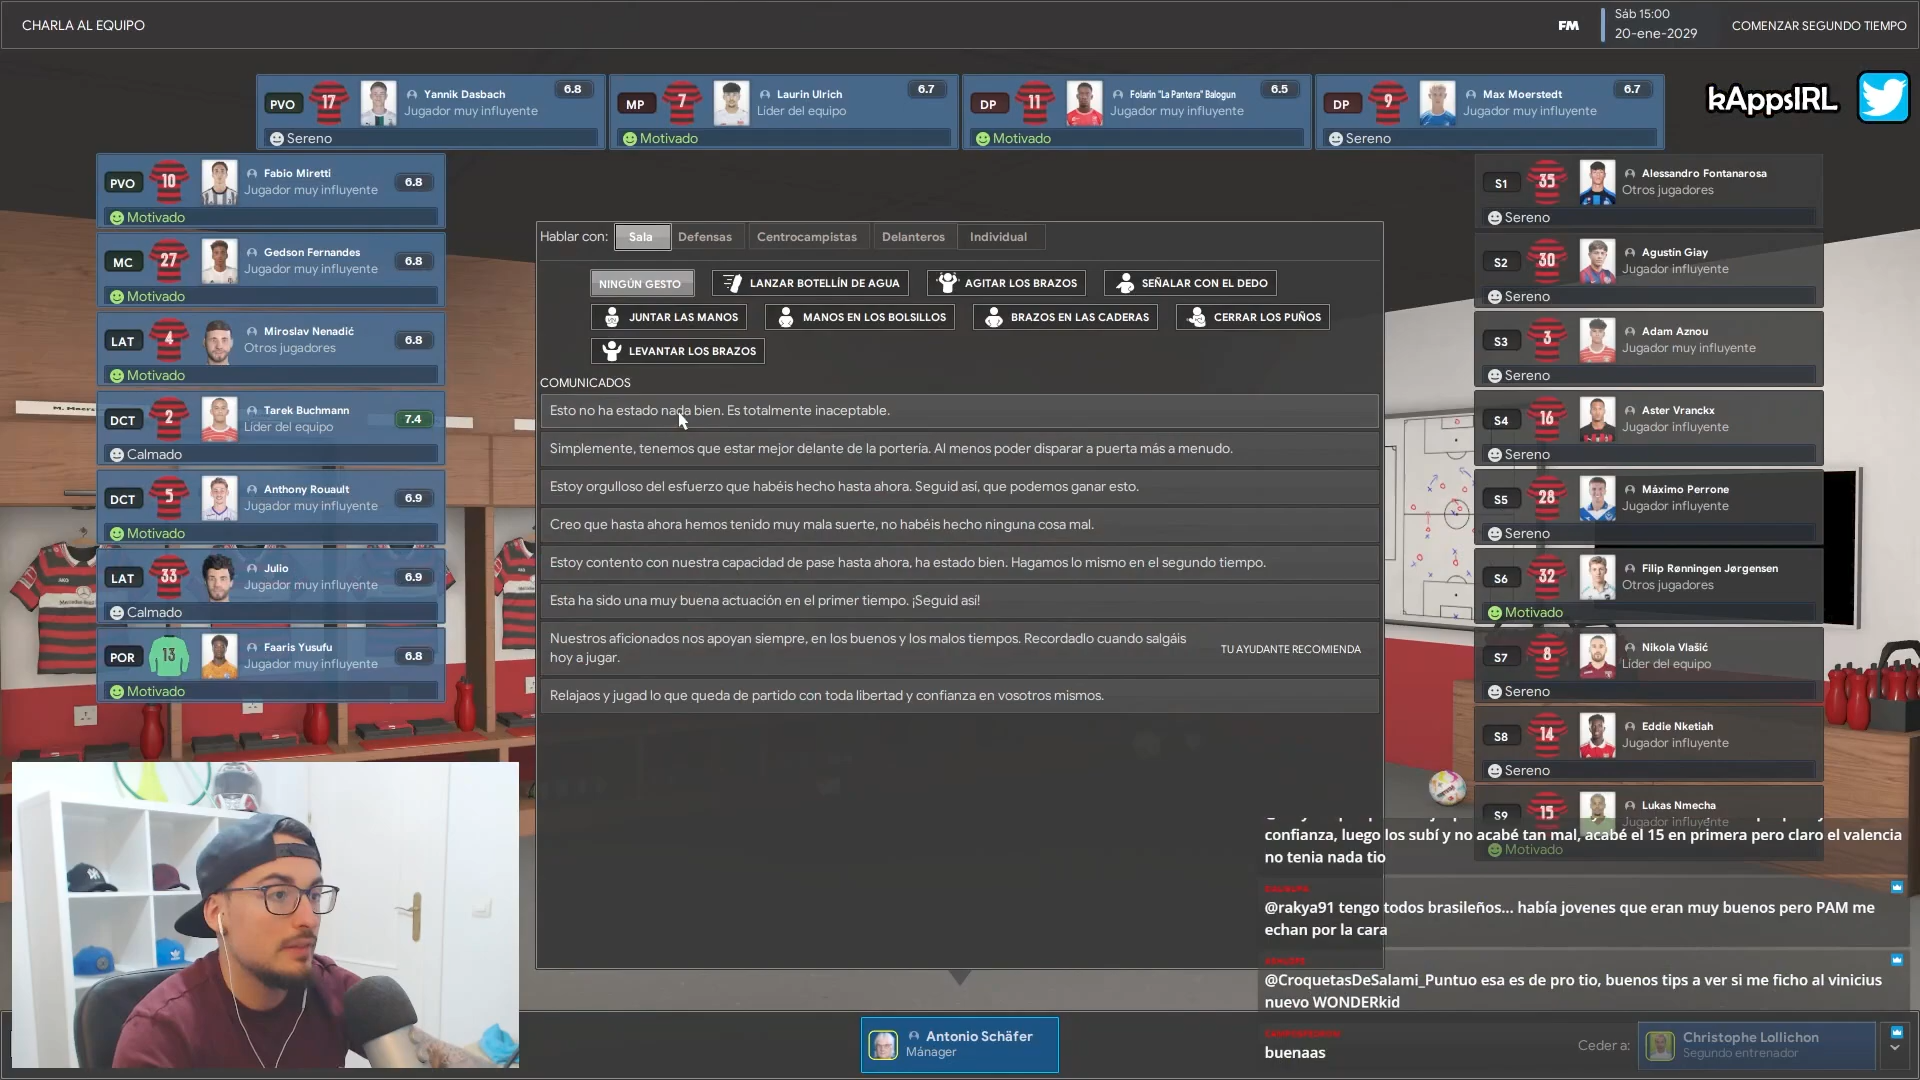 CHARLA AL EQUIPO
FM
Sáb 15:00
20-ene-2029
COMENZAR SEGUNDO TIEMPO
PVO
17
Yannik Dasbach
Jugador muy influyente
6.8
Sereno
MP
7
Laurin Ulrich
Líder del equipo
6.7
Motivado
DP
11
Folarin "La Pantera" Balogun
Jugador muy influyente
6.5
Motivado
DP
9
Max Moerstedt
Jugador muy influyente
6.7
Sereno
kAppsIRL
PVO
10
Fabio Miretti
Jugador muy influyente
6.8
Motivado
MC
27
Gedson Fernandes
Jugador muy influyente
6.8
Motivado
LAT
4
Miroslav Nenadić
Otros jugadores
6.8
Motivado
DCT
2
Tarek Buchmann
Líder del equipo
7.4
Calmado
DCT
5
Anthony Rouault
Jugador muy influyente
6.9
Motivado
LAT
33
Julio
Jugador muy influyente
6.9
Calmado
POR
13
Faaris Yusufu
Jugador muy influyente
6.8
Motivado
Hablar con:
Sala
Defensas
Centrocampistas
Delanteros
Individual
NINGÚN GESTO
LANZAR BOTELLÍN DE AGUA
AGITAR LOS BRAZOS
SEÑALAR CON EL DEDO
JUNTAR LAS MANOS
MANOS EN LOS BOLSILLOS
BRAZOS EN LAS CADERAS
CERRAR LOS PUÑOS
LEVANTAR LOS BRAZOS
COMUNICADOS
Esto no ha estado nada bien. Es totalmente inaceptable.
Simplemente, tenemos que estar mejor delante de la portería. Al menos poder disparar a puerta más a menudo.
Estoy orgulloso del esfuerzo que habéis hecho hasta ahora. Seguid así, que podemos ganar esto.
Creo que hasta ahora hemos tenido muy mala suerte, no habéis hecho ninguna cosa mal.
Estoy contento con nuestra capacidad de pase hasta ahora, ha estado bien. Hagamos lo mismo en el segundo tiempo.
Esta ha sido una muy buena actuación en el primer tiempo. ¡Seguid así!
Nuestros aficionados nos apoyan siempre, en los buenos y los malos tiempos. Recordadlo cuando salgáis
hoy a jugar.
TU AYUDANTE RECOMIENDA
Relajaos y jugad lo que queda de partido con toda libertad y confianza en vosotros mismos.
S1
35
Alessandro Fontanarosa
Otros jugadores
Sereno
S2
30
Agustín Giay
Jugador influyente
Sereno
S3
3
Adam Aznou
Jugador muy influyente
Sereno
S4
16
Aster Vranckx
Jugador influyente
Sereno
S5
28
Máximo Perrone
Jugador influyente
Sereno
S6
32
Filip Rønningen Jørgensen
Otros jugadores
Motivado
S7
8
Nikola Vlašić
Líder del equipo
Sereno
S8
14
Eddie Nketiah
Jugador influyente
Sereno
S9
15
Lukas Nmecha
Jugador influyente
Motivado
confianza, luego los subí y no acabé tan mal, acabé el 15 en primera pero claro el valencia
no tenia nada tio
@rakya91 tengo todos brasileños... había jovenes que eran muy buenos pero PAM me
echan por la cara
@CroquetasDeSalami_Puntuo esa es de pro tio, buenos tips a ver si me ficho al vinicius
nuevo WONDERkid
buenaas
Antonio Schäfer
Mánager
Ceder a:
Christophe Lollichon
Segundo entrenador